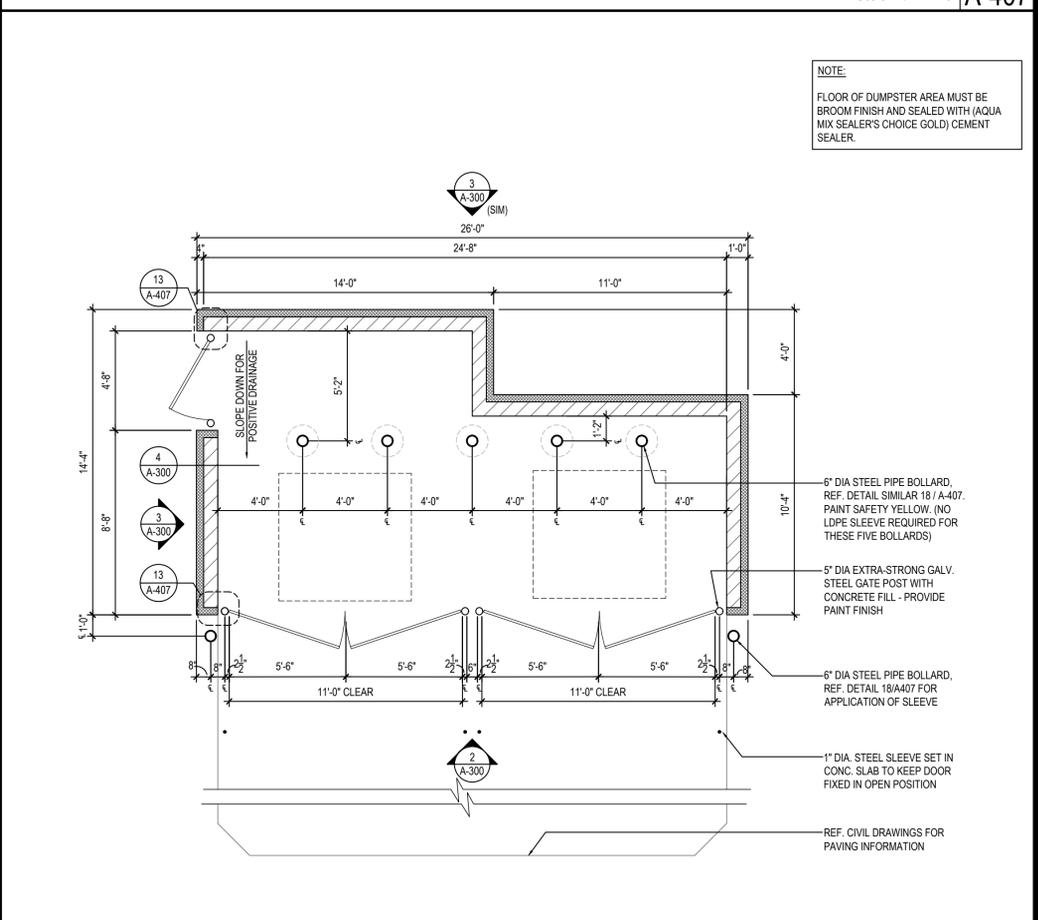 A-407
NOTE:
FLOOR OF DUMPSTER AREA MUST BE
BROOM FINISH AND SEALED WITH (AQUA
MIX SEALER'S CHOICE GOLD) CEMENT
SEALER.
3
A-300
(SIM)
26'-0"
4"
24'-8"
1'-0"
14'-0"
11'-0"
13
A-407
4'-8"
SLOPE DOWN FOR
POSITIVE DRAINAGE
5'-2"
4'-0"
1'-2"
14'-4"
4
A-300
3
A-300
8'-8"
13
A-407
4'-0"
4'-0"
4'-0"
4'-0"
4'-0"
4'-0"
10'-4"
6" DIA STEEL PIPE BOLLARD,
REF. DETAIL SIMILAR 18 / A-407.
PAINT SAFETY YELLOW. (NO
LDPE SLEEVE REQUIRED FOR
THESE FIVE BOLLARDS)
5" DIA EXTRA-STRONG GALV.
STEEL GATE POST WITH
CONCRETE FILL - PROVIDE
PAINT FINISH
1'-0"
8"
8"
2 1/2"
5'-6"
5'-6"
2 1/2"
6"
2 1/2"
5'-6"
5'-6"
2 1/2"
8"
8"
11'-0" CLEAR
11'-0" CLEAR
6" DIA STEEL PIPE BOLLARD,
REF. DETAIL 18/A407 FOR
APPLICATION OF SLEEVE
2
A-300
1" DIA. STEEL SLEEVE SET IN
CONC. SLAB TO KEEP DOOR
FIXED IN OPEN POSITION
REF. CIVIL DRAWINGS FOR
PAVING INFORMATION